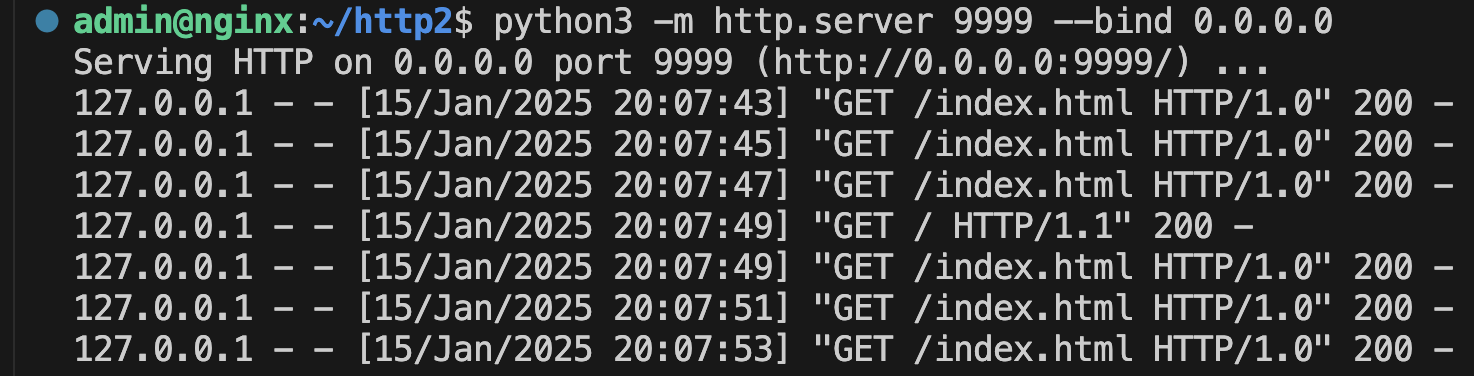 admin@nginx:~/http2$ python3 -m http.server 9999 --bind 0.0.0.0
Serving HTTP on 0.0.0.0 port 9999 (http://0.0.0.0:9999/) ...
127.0.0.1 - - [15/Jan/2025 20:07:43] "GET /index.html HTTP/1.0" 200 -
127.0.0.1 - - [15/Jan/2025 20:07:45] "GET /index.html HTTP/1.0" 200 -
127.0.0.1 - - [15/Jan/2025 20:07:47] "GET /index.html HTTP/1.0" 200 -
127.0.0.1 - - [15/Jan/2025 20:07:49] "GET / HTTP/1.1" 200 -
127.0.0.1 - - [15/Jan/2025 20:07:49] "GET /index.html HTTP/1.0" 200 -
127.0.0.1 - - [15/Jan/2025 20:07:51] "GET /index.html HTTP/1.0" 200 -
127.0.0.1 - - [15/Jan/2025 20:07:53] "GET /index.html HTTP/1.0" 200 -